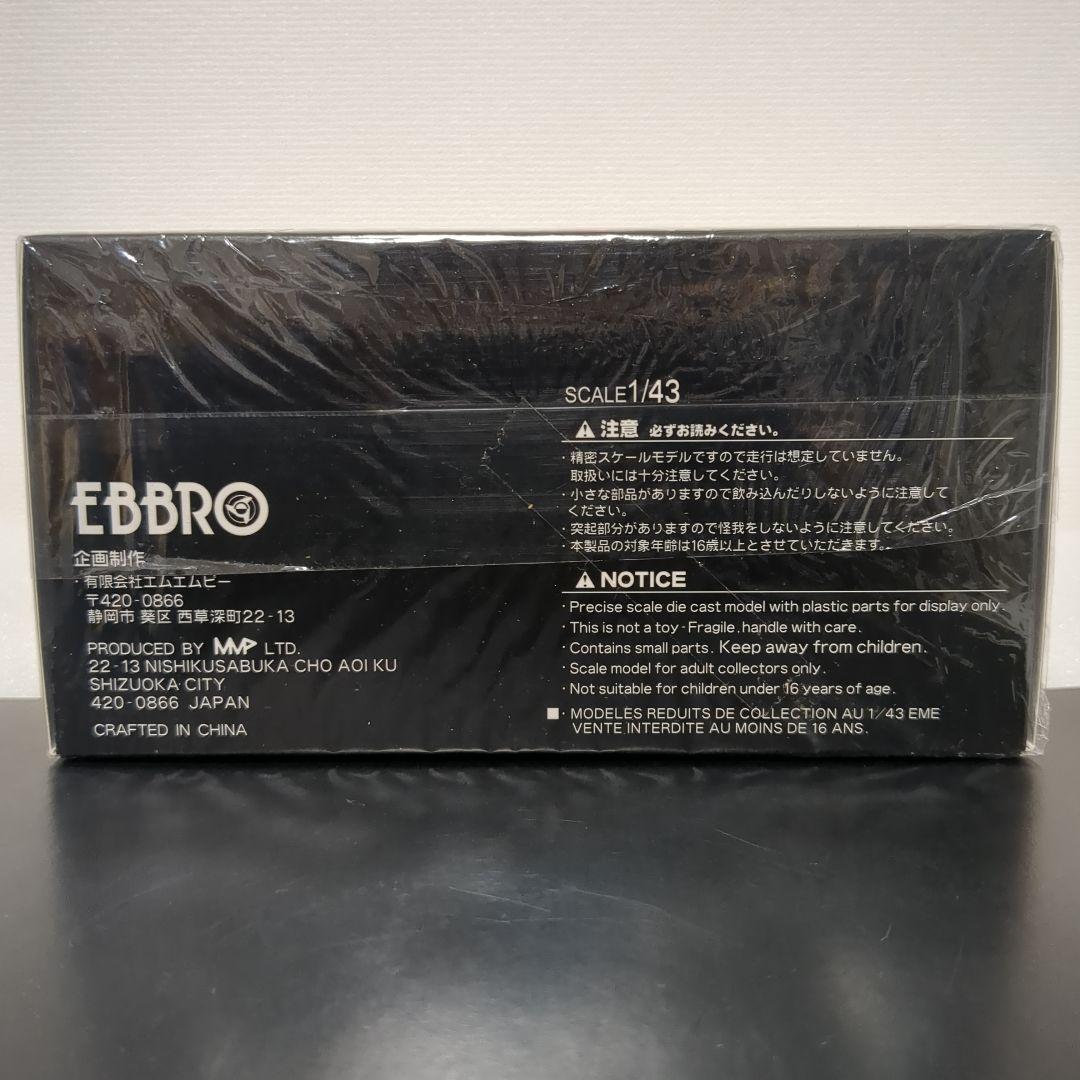 EBBRO
企画制作
・有限会社エムエムピー
〒420-0866
静岡市 葵区 西草深町22-13
PRODUCED BY MMP LTD.
22-13 NISHIKUSABUKA CHO AOI KU
SHIZUOKA CITY
420-0866 JAPAN
CRAFTED IN CHINA
SCALE1/43
注意 必ずお読みください。
・精密スケールモデルですので走行は想定していません。
取扱いには十分注意してください。
・小さな部品がありますので飲み込んだりしないように注意して
ください。
・突起部分がありますので怪我をしないように注意してください。
・本製品の対象年齢は16歳以上とさせていただきます。
NOTICE
・Precise scale die cast model with plastic parts for display only.
・This is not a toy - Fragile, handle with care.
・Contains small parts. Keep away from children.
・Scale model for adult collectors only.
・Not suitable for children under 16 years of age.
■・MODELES REDUITS DE COLLECTION AU 1/43 EME
VENTE INTERDITE AU MOINS DE 16 ANS.